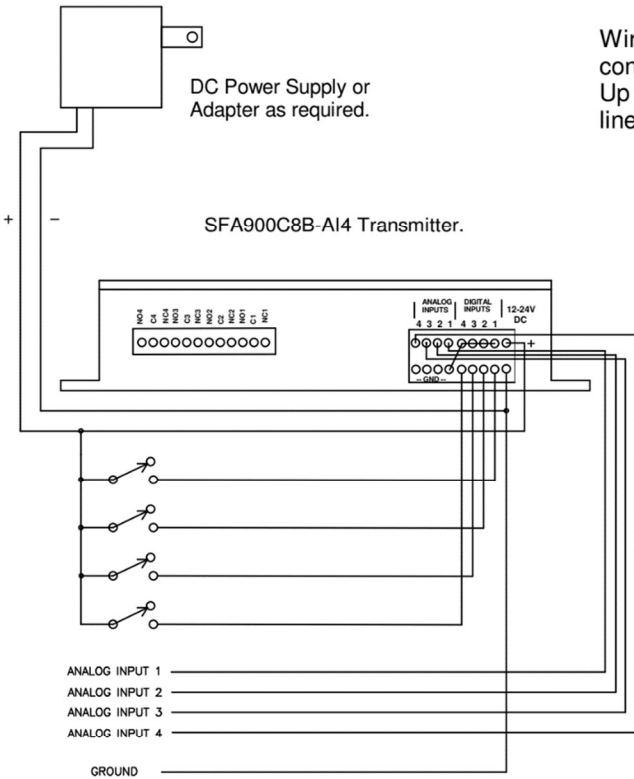 DC Power Supply or
Adapter as required.
Up
+
–
SFA900C8B-AI4 Transmitter.
NO4
C4
NC4
NO3
C3
NC3
NO2
C2
NC2
NO1
C1
NC1
ANALOG
INPUTS
4 3 2 1
DIGITAL
INPUTS
4 3 2 1
12-24V
DC
+
-- GND --
ANALOG INPUT 1
ANALOG INPUT 2
ANALOG INPUT 3
ANALOG INPUT 4
GROUND